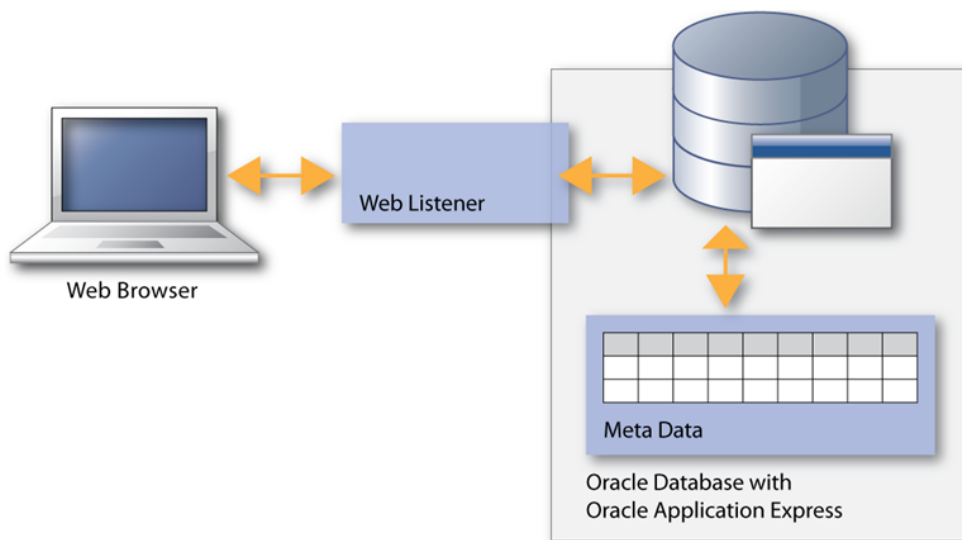 Web Listener
Web Browser
Meta Data
Oracle Database with
Oracle Application Express